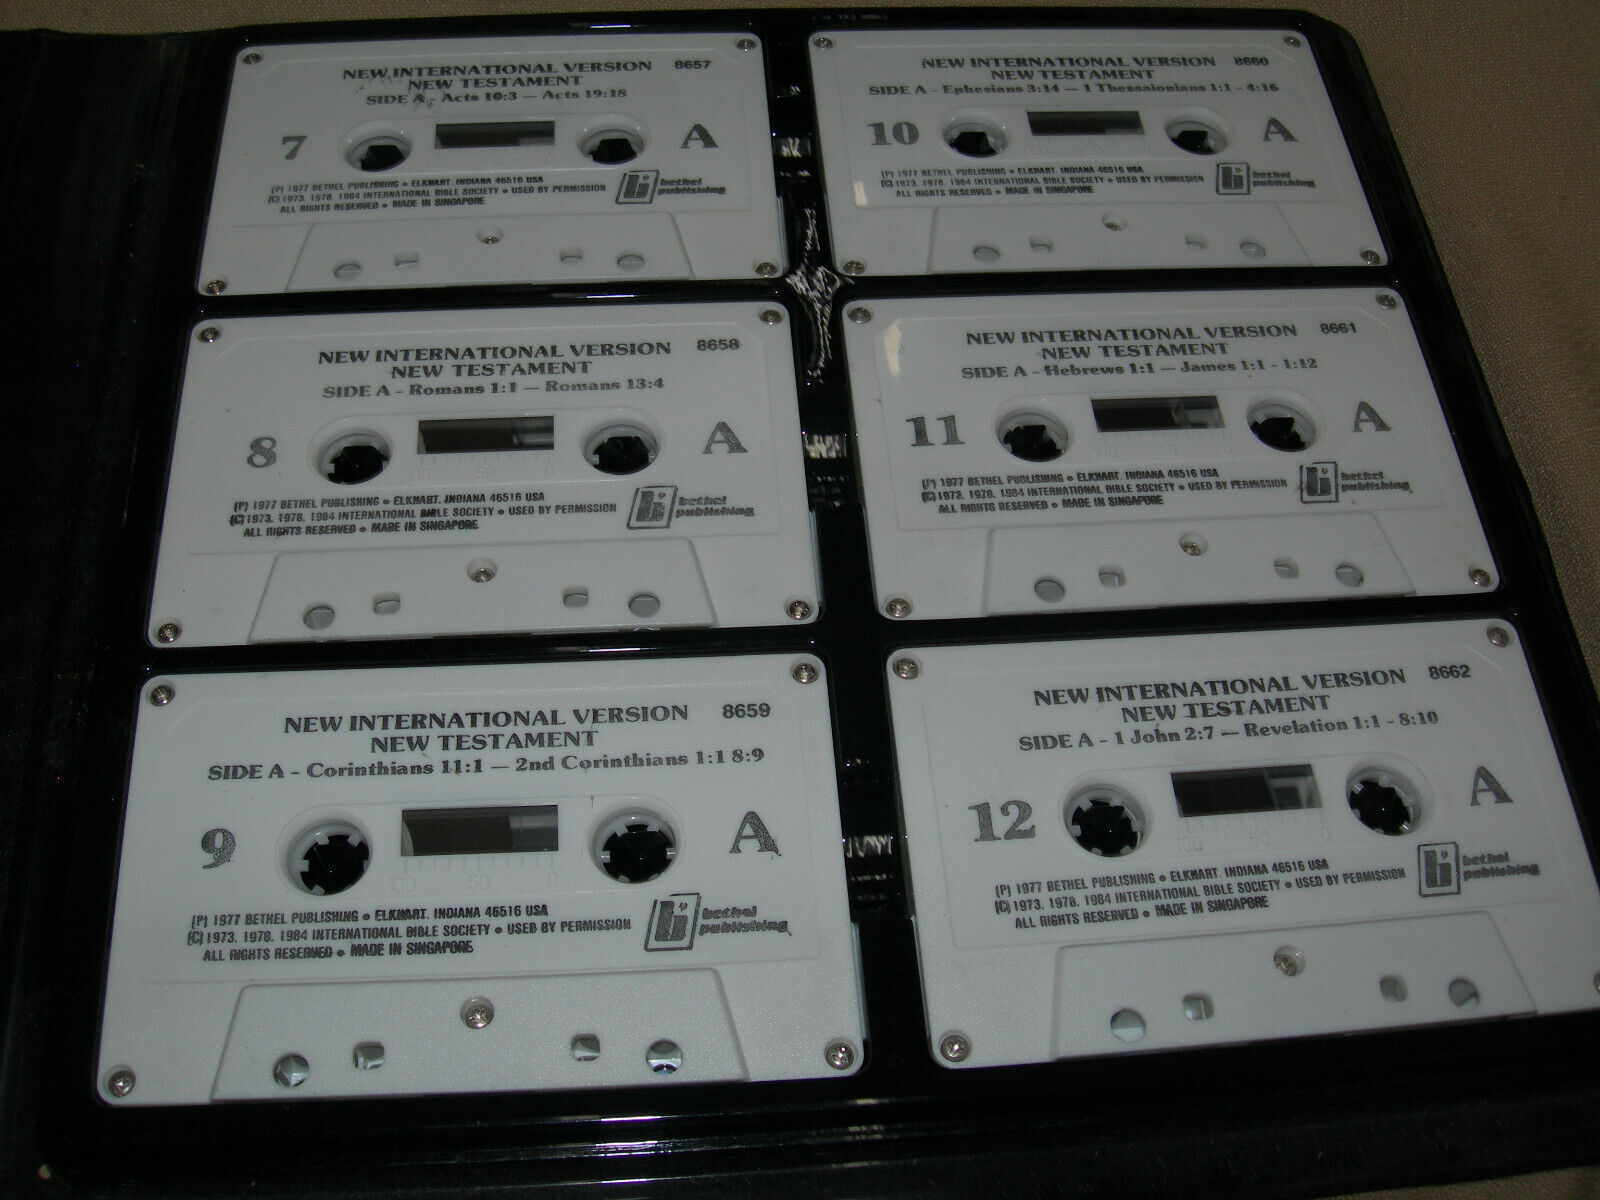 NEW INTERNATIONAL VERSION 8657
NEW TESTAMENT
SIDE A - Acts 10:3 — Acts 19:18
7 A
(P) 1977 BETHEL PUBLISHING • ELKHART, INDIANA 46516 USA
(C) 1973, 1978, 1984 INTERNATIONAL BIBLE SOCIETY • USED BY PERMISSION
ALL RIGHTS RESERVED • MADE IN SINGAPORE
bethel
publishing
NEW INTERNATIONAL VERSION 8658
NEW TESTAMENT
SIDE A - Romans 1:1 — Romans 13:4
8 A
100 50 0
(P) 1977 BETHEL PUBLISHING • ELKHART, INDIANA 46516 USA
(C) 1973, 1978, 1984 INTERNATIONAL BIBLE SOCIETY • USED BY PERMISSION
ALL RIGHTS RESERVED • MADE IN SINGAPORE
bethel
publishing
NEW INTERNATIONAL VERSION 8659
NEW TESTAMENT
SIDE A - Corinthians 11:1 — 2nd Corinthians 1:1 8:9
9 A
100 50 0
(P) 1977 BETHEL PUBLISHING • ELKHART, INDIANA 46516 USA
(C) 1973, 1978, 1984 INTERNATIONAL BIBLE SOCIETY • USED BY PERMISSION
ALL RIGHTS RESERVED • MADE IN SINGAPORE
bethel
publishing
NEW INTERNATIONAL VERSION 8660
NEW TESTAMENT
SIDE A - Ephesians 3:14 — 1 Thessaionians 1:1 - 4:16
10 A
(P) 1977 BETHEL PUBLISHING • ELKHART, INDIANA 46516 USA
(C) 1973, 1978, 1984 INTERNATIONAL BIBLE SOCIETY • USED BY PERMISSION
ALL RIGHTS RESERVED • MADE IN SINGAPORE
bethel
publishing
NEW INTERNATIONAL VERSION 8661
NEW TESTAMENT
SIDE A - Hebrews 1:1 — James 1:1 - 1:12
11 A
100 50 0
(P) 1977 BETHEL PUBLISHING • ELKHART, INDIANA 46516 USA
(C) 1973, 1978, 1984 INTERNATIONAL BIBLE SOCIETY • USED BY PERMISSION
ALL RIGHTS RESERVED • MADE IN SINGAPORE
bethel
publishing
NEW INTERNATIONAL VERSION 8662
NEW TESTAMENT
SIDE A - 1 John 2:7 — Revelation 1:1 - 8:10
12 A
100 50 0
(P) 1977 BETHEL PUBLISHING • ELKHART, INDIANA 46516 USA
(C) 1973, 1978, 1984 INTERNATIONAL BIBLE SOCIETY • USED BY PERMISSION
ALL RIGHTS RESERVED • MADE IN SINGAPORE
bethel
publishing